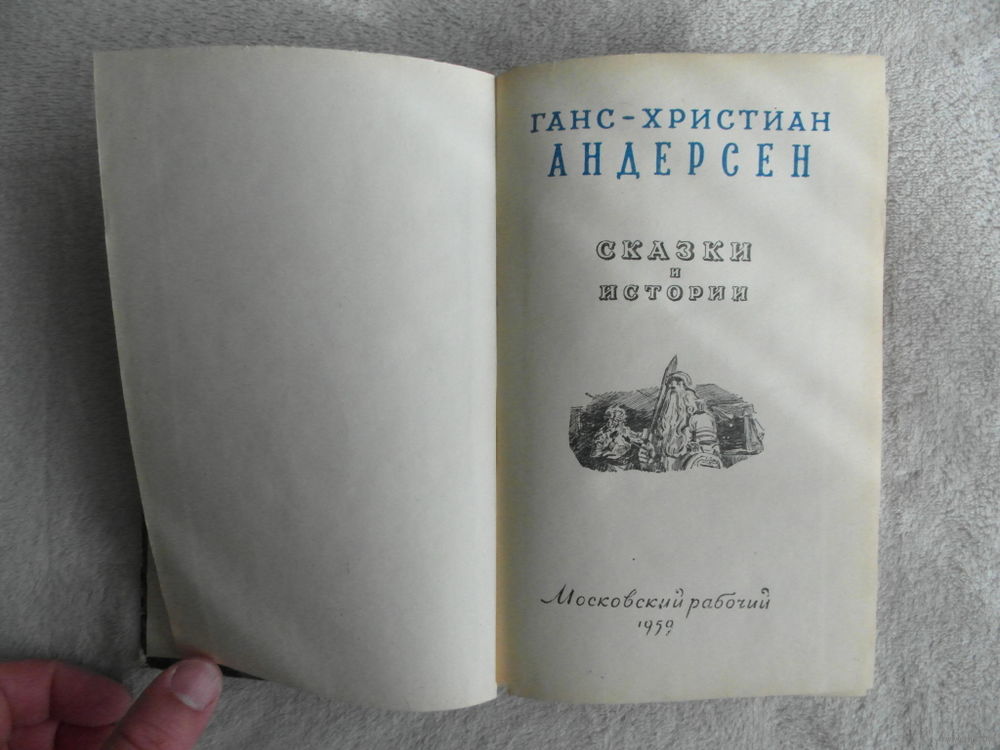 ГАНС-ХРИСТИАН
АНДЕРСЕН
СКАЗКИ
И
ИСТОРИИ
Московский рабочий
1959